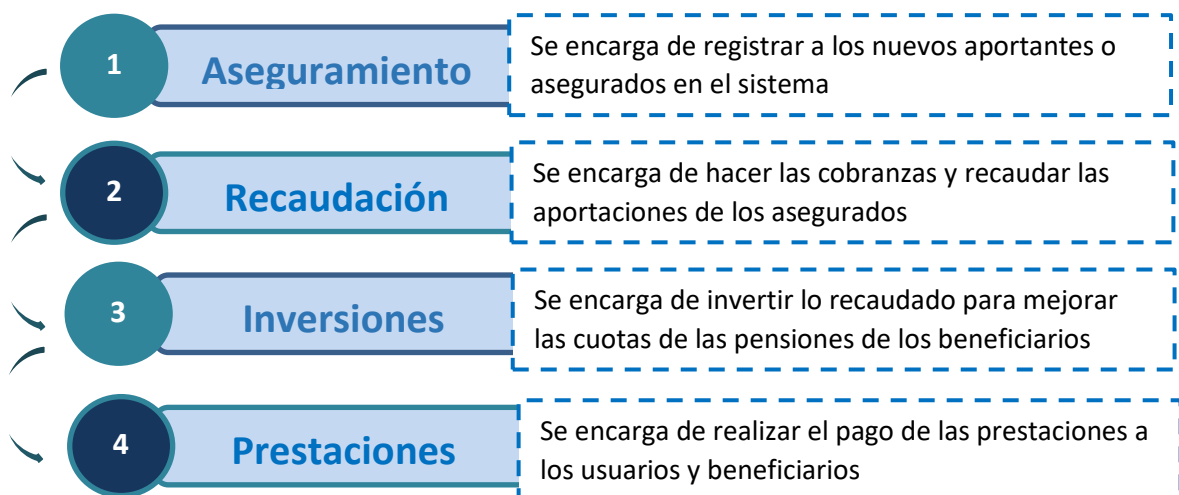 1
Aseguramiento
Se encarga de registrar a los nuevos aportantes o
asegurados en el sistema
2
Recaudación
Se encarga de hacer las cobranzas y recaudar las
aportaciones de los asegurados
3
Inversiones
Se encarga de invertir lo recaudado para mejorar
las cuotas de las pensiones de los beneficiarios
4
Prestaciones
Se encarga de realizar el pago de las prestaciones a
los usuarios y beneficiarios